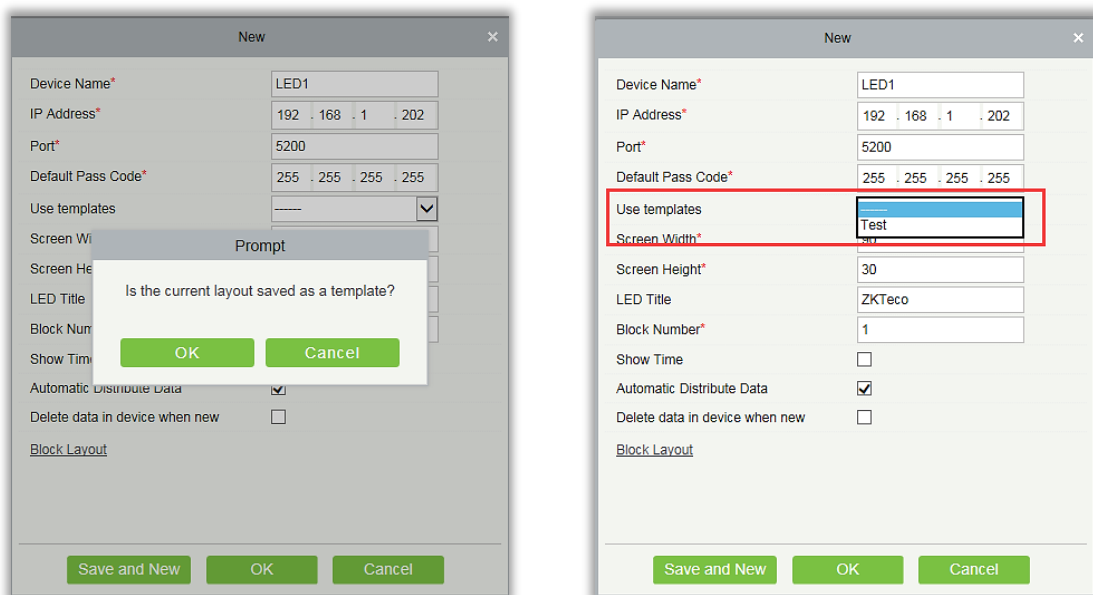 New ×
Device Name* LED1
IP Address* 192 . 168 . 1 . 202
Port* 5200
Default Pass Code* 255 . 255 . 255 . 255
Use templates ------
Screen Wi
Prompt
Screen He
Is the current layout saved as a template?
LED Title
Block Num
OK Cancel
Show Time
Automatic Distribute Data
Delete data in device when new
Block Layout
Save and New OK Cancel
New ×
Device Name* LED1
IP Address* 192 . 168 . 1 . 202
Port* 5200
Default Pass Code* 255 . 255 . 255 . 255
Use templates ------
Test
Screen Width* 90
Screen Height* 30
LED Title ZKTeco
Block Number* 1
Show Time
Automatic Distribute Data
Delete data in device when new
Block Layout
Save and New OK Cancel